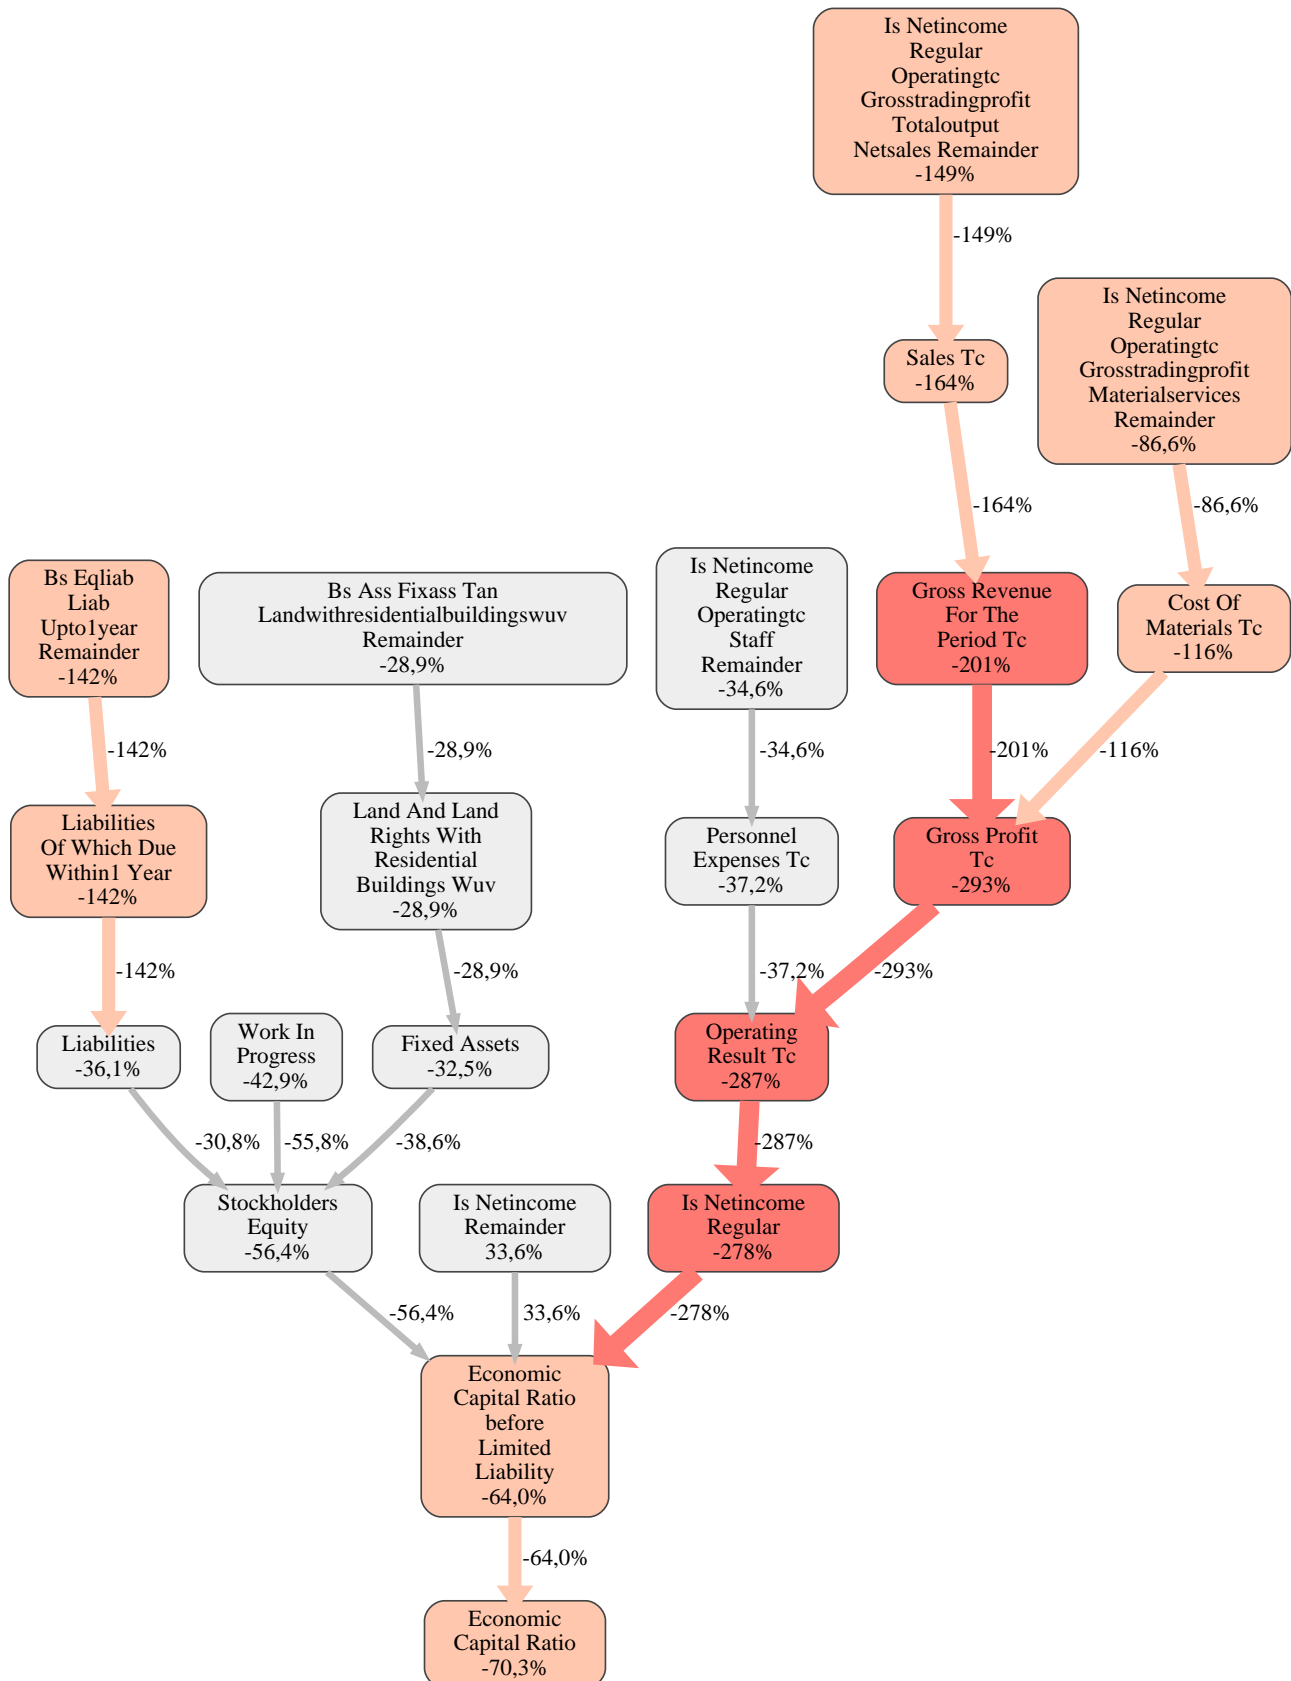 Is Netincome
Regular
Operatingtc
Grosstradingprofit
Totaloutput
Netsales Remainder
-149%
-149%
Is Netincome
Regular
Operatingtc
Grosstradingprofit
Materialservices
Remainder
-86,6%
Sales Tc
-164%
-164%
-86,6%
Bs Eqliab
Liab
Upto1year
Remainder
-142%
Bs Ass Fixass Tan
Landwithresidentialbuildingswuv
Remainder
-28,9%
Is Netincome
Regular
Operatingtc
Staff
Remainder
-34,6%
Gross Revenue
For The
Period Tc
-201%
Cost Of
Materials Tc
-116%
-142%
-28,9%
-34,6%
-201%
-116%
Liabilities
Of Which Due
Within1 Year
-142%
Land And Land
Rights With
Residential
Buildings Wuv
-28,9%
Personnel
Expenses Tc
-37,2%
Gross Profit
Tc
-293%
-142%
-28,9%
-37,2%
-293%
Liabilities
-36,1%
Work In
Progress
-42,9%
Fixed Assets
-32,5%
Operating
Result Tc
-287%
-30,8%
-55,8%
-38,6%
-287%
Stockholders
Equity
-56,4%
Is Netincome
Remainder
33,6%
Is Netincome
Regular
-278%
-56,4%
33,6%
-278%
Economic
Capital Ratio
before
Limited
Liability
-64,0%
-64,0%
Economic
Capital Ratio
-70,3%